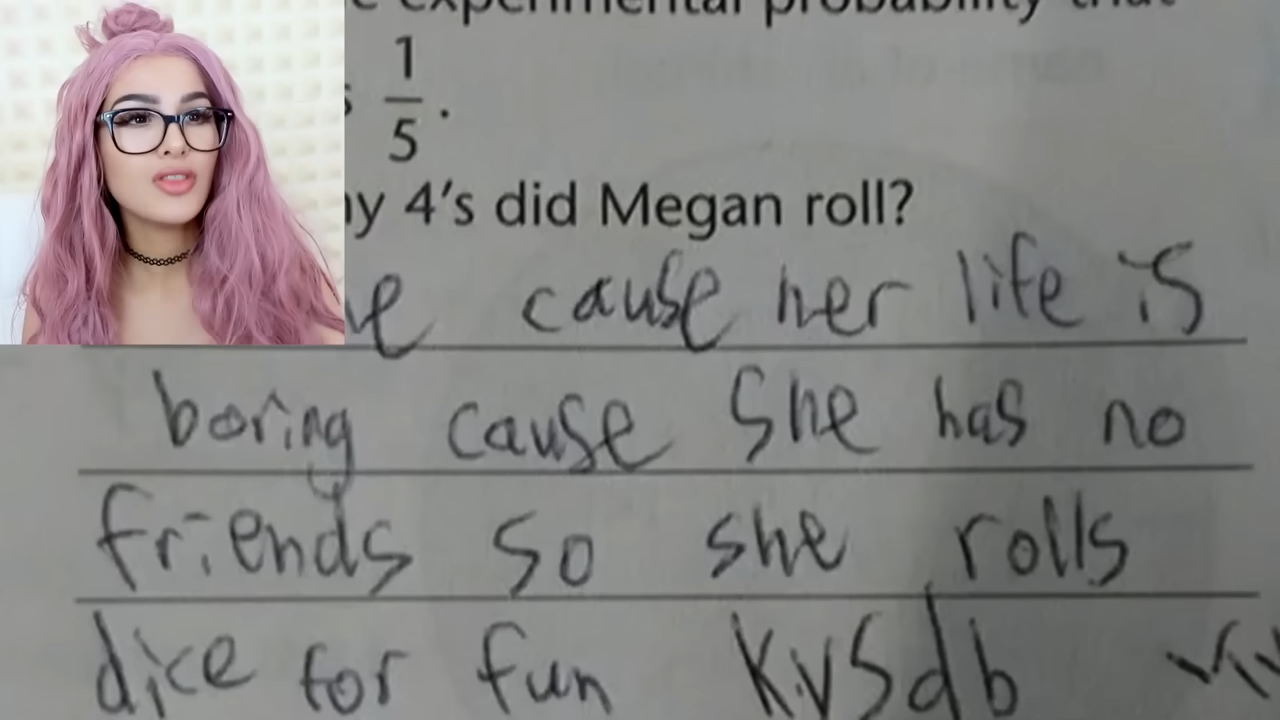 experimental probability that
1
5 .
4's did Megan roll?
cause her life is
boring cause she has no
friends so she rolls
dice for fun